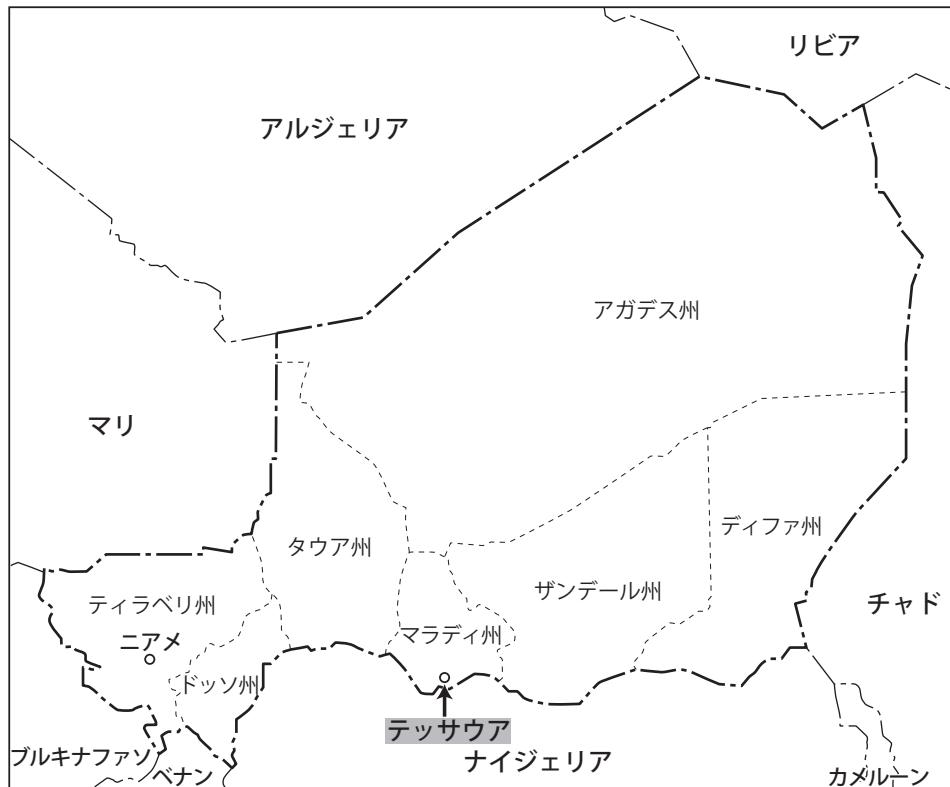 リビア
アルジェリア
アガデス州
マリ
ディファ州
タウア州
ザンデール州
ティラベリ州
チャド
マラディ州
ニアメ
ドッソ州
テッサウア
ブルキナファソ
ナイジェリア
ベナン
カメルーン